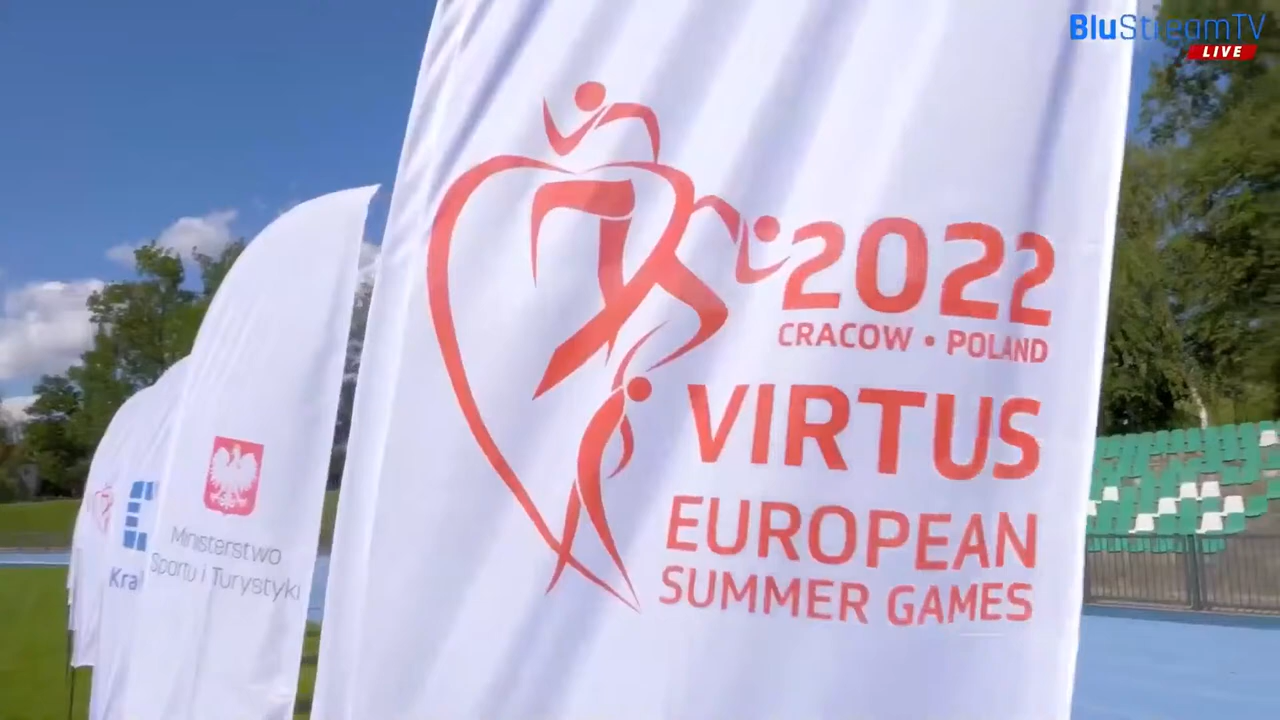 BluStreamTV
LIVE
2022
CRACOW • POLAND
VIRTUS
EUROPEAN
SUMMER GAMES
Ministerstwo
Sportu i Turystyki
Kra